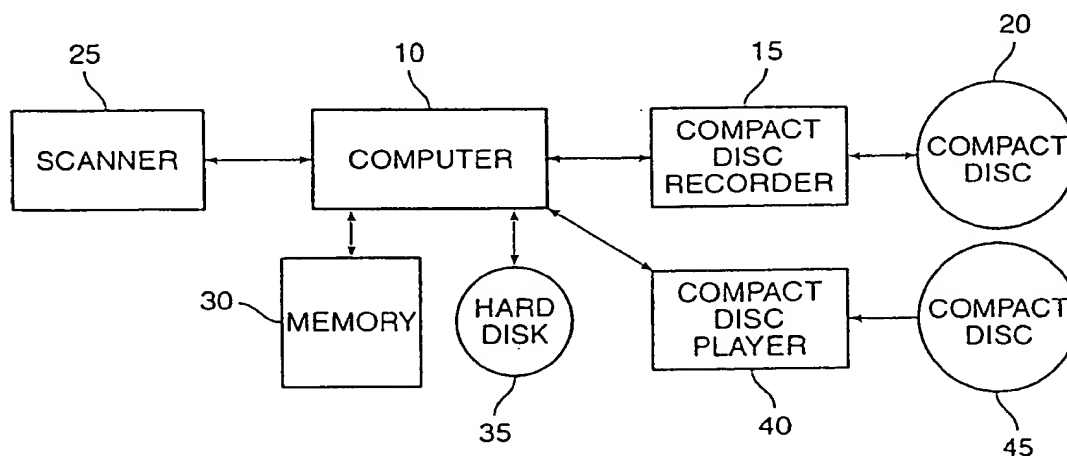 25
10
15
20
SCANNER
COMPUTER
COMPACT
DISC
RECORDER
COMPACT
DISC
30
MEMORY
HARD
DISK
COMPACT
DISC
PLAYER
COMPACT
DISC
35
40
45